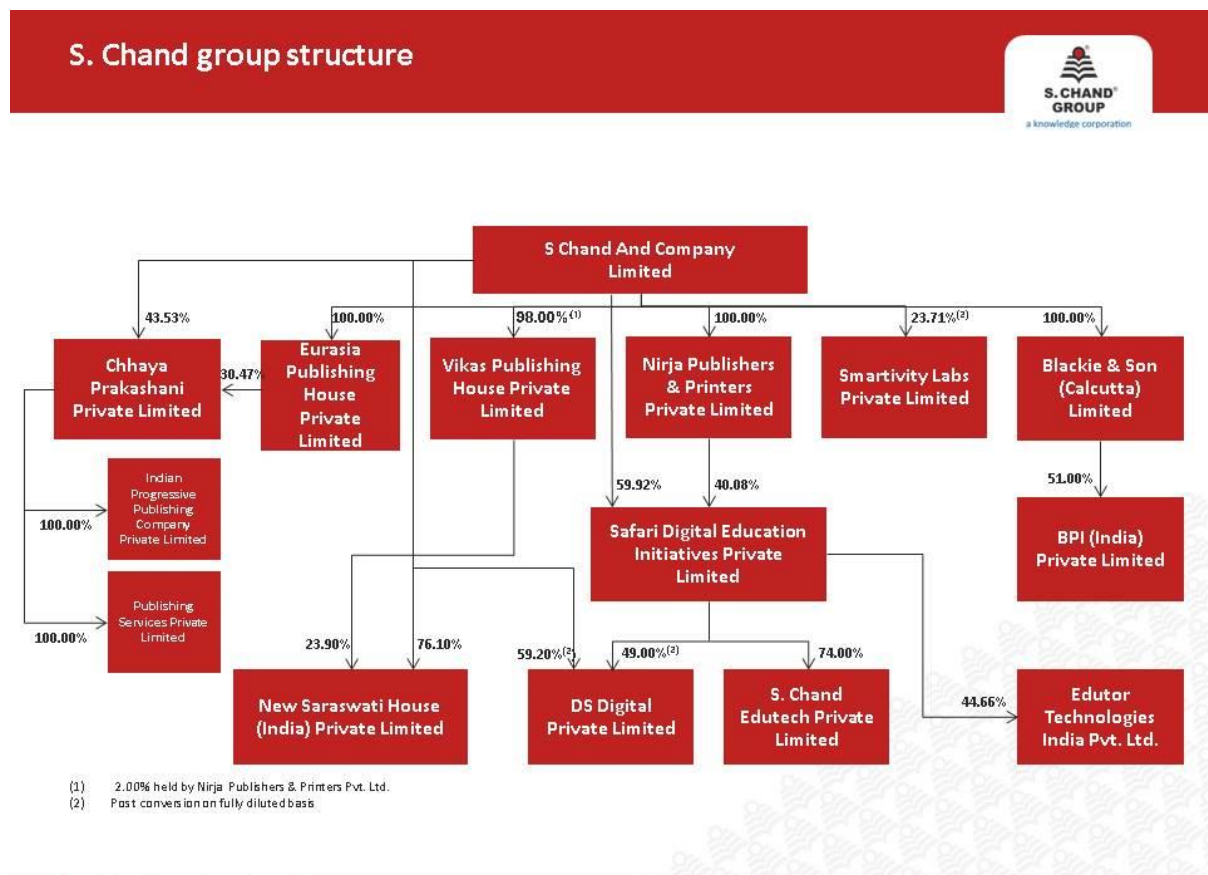 S. Chand group structure
S. CHAND®
GROUP
a knowledge corporation
S Chand And Company
Limited
43.53%
100.00%
98.00%(1)
100.00%
23.71%(2)
100.00%
Chhaya
Prakashani
Private Limited
30.47%
Eurasia
Publishing
House
Private
Limited
Vikas Publishing
House Private
Limited
Nirja Publishers
& Printers
Private Limited
Smartivity Labs
Private Limited
Blackie & Son
(Calcutta)
Limited
Indian
Progressive
Publishing
Company
Private Limited
100.00%
59.92%
40.08%
51.00%
Safari Digital Education
Initiatives Private
Limited
BPI (India)
Private Limited
Publishing
Services Private
Limited
100.00%
23.90%
76.10%
59.20%(2)
49.00%(2)
74.00%
44.66%
New Saraswati House
(India) Private Limited
DS Digital
Private Limited
S. Chand
Edutech Private
Limited
Edutor
Technologies
India Pvt. Ltd.
(1) 2.00% held by Nirja Publishers & Printers Pvt. Ltd.
(2) Post conversion on fully diluted basis